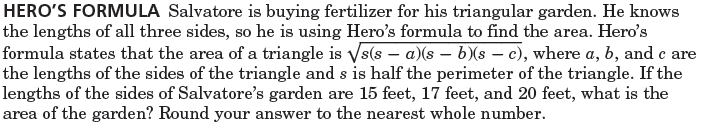 HERO'S FORMULA Salvatore is buying fertilizer for his triangular garden. He knows
the lengths of all three sides, so he is using Hero's formula to find the area. Hero's
formula states that the area of a triangle is √s(s − a)(s − b)(s − c), where a, b, and c are
the lengths of the sides of the triangle and s is half the perimeter of the triangle. If the
lengths of the sides of Salvatore's garden are 15 feet, 17 feet, and 20 feet, what is the
area of the garden? Round your answer to the nearest whole number.